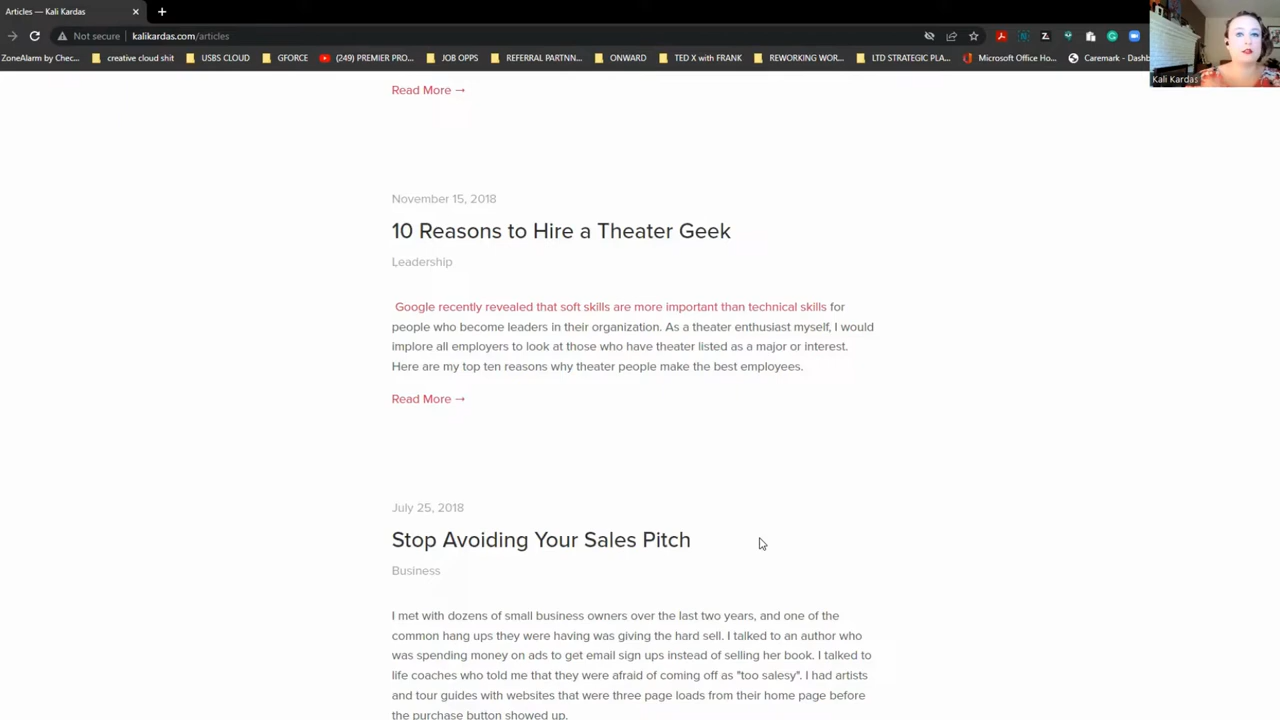 Articles — Kali Kardas
Not secure kalikardas.com/articles
ZoneAlarm by Chec... creative cloud shit USBS CLOUD GFORCE (249) PREMIER PRO... JOB OPPS REFERRAL PARTNN... ONWARD TED X with FRANK REWORKING WOR... LTD STRATEGIC PLA... Microsoft Office Ho... Caremark - Dashb
Kali Kardas
Read More →
November 15, 2018
10 Reasons to Hire a Theater Geek
Leadership
Google recently revealed that soft skills are more important than technical skills for
people who become leaders in their organization. As a theater enthusiast myself, I would
implore all employers to look at those who have theater listed as a major or interest.
Here are my top ten reasons why theater people make the best employees.
Read More →
July 25, 2018
Stop Avoiding Your Sales Pitch
Business
I met with dozens of small business owners over the last two years, and one of the
common hang ups they were having was giving the hard sell. I talked to an author who
was spending money on ads to get email sign ups instead of selling her book. I talked to
life coaches who told me that they were afraid of coming off as "too salesy". I had artists
and tour guides with websites that were three page loads from their home page before
the purchase button showed up.